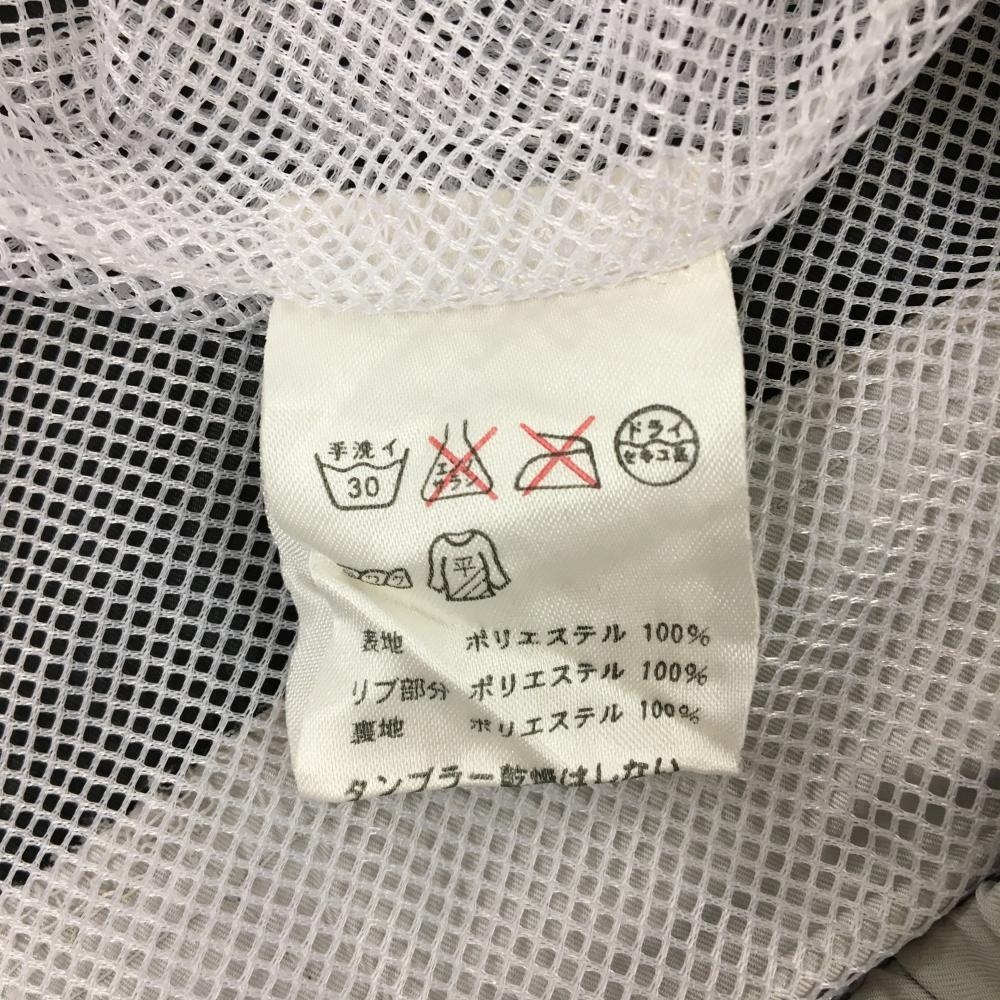 手洗イ
30
エンソ
サラシ
ドライ
セキユ系
平
表地 ポリエステル 100%
リブ部分 ポリエステル 100%
裏地 ポリエステル 100%
タンブラー乾燥はしない